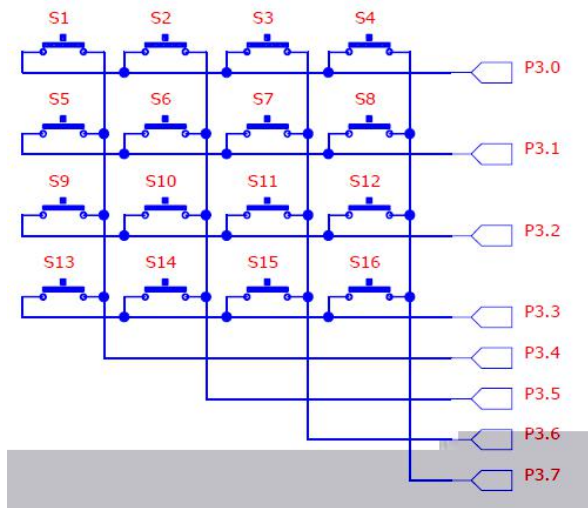 S1 S2 S3 S4
P3.0
S5 S6 S7 S8
P3.1
S9 S10 S11 S12
P3.2
S13 S14 S15 S16
P3.3
P3.4
P3.5
P3.6
P3.7